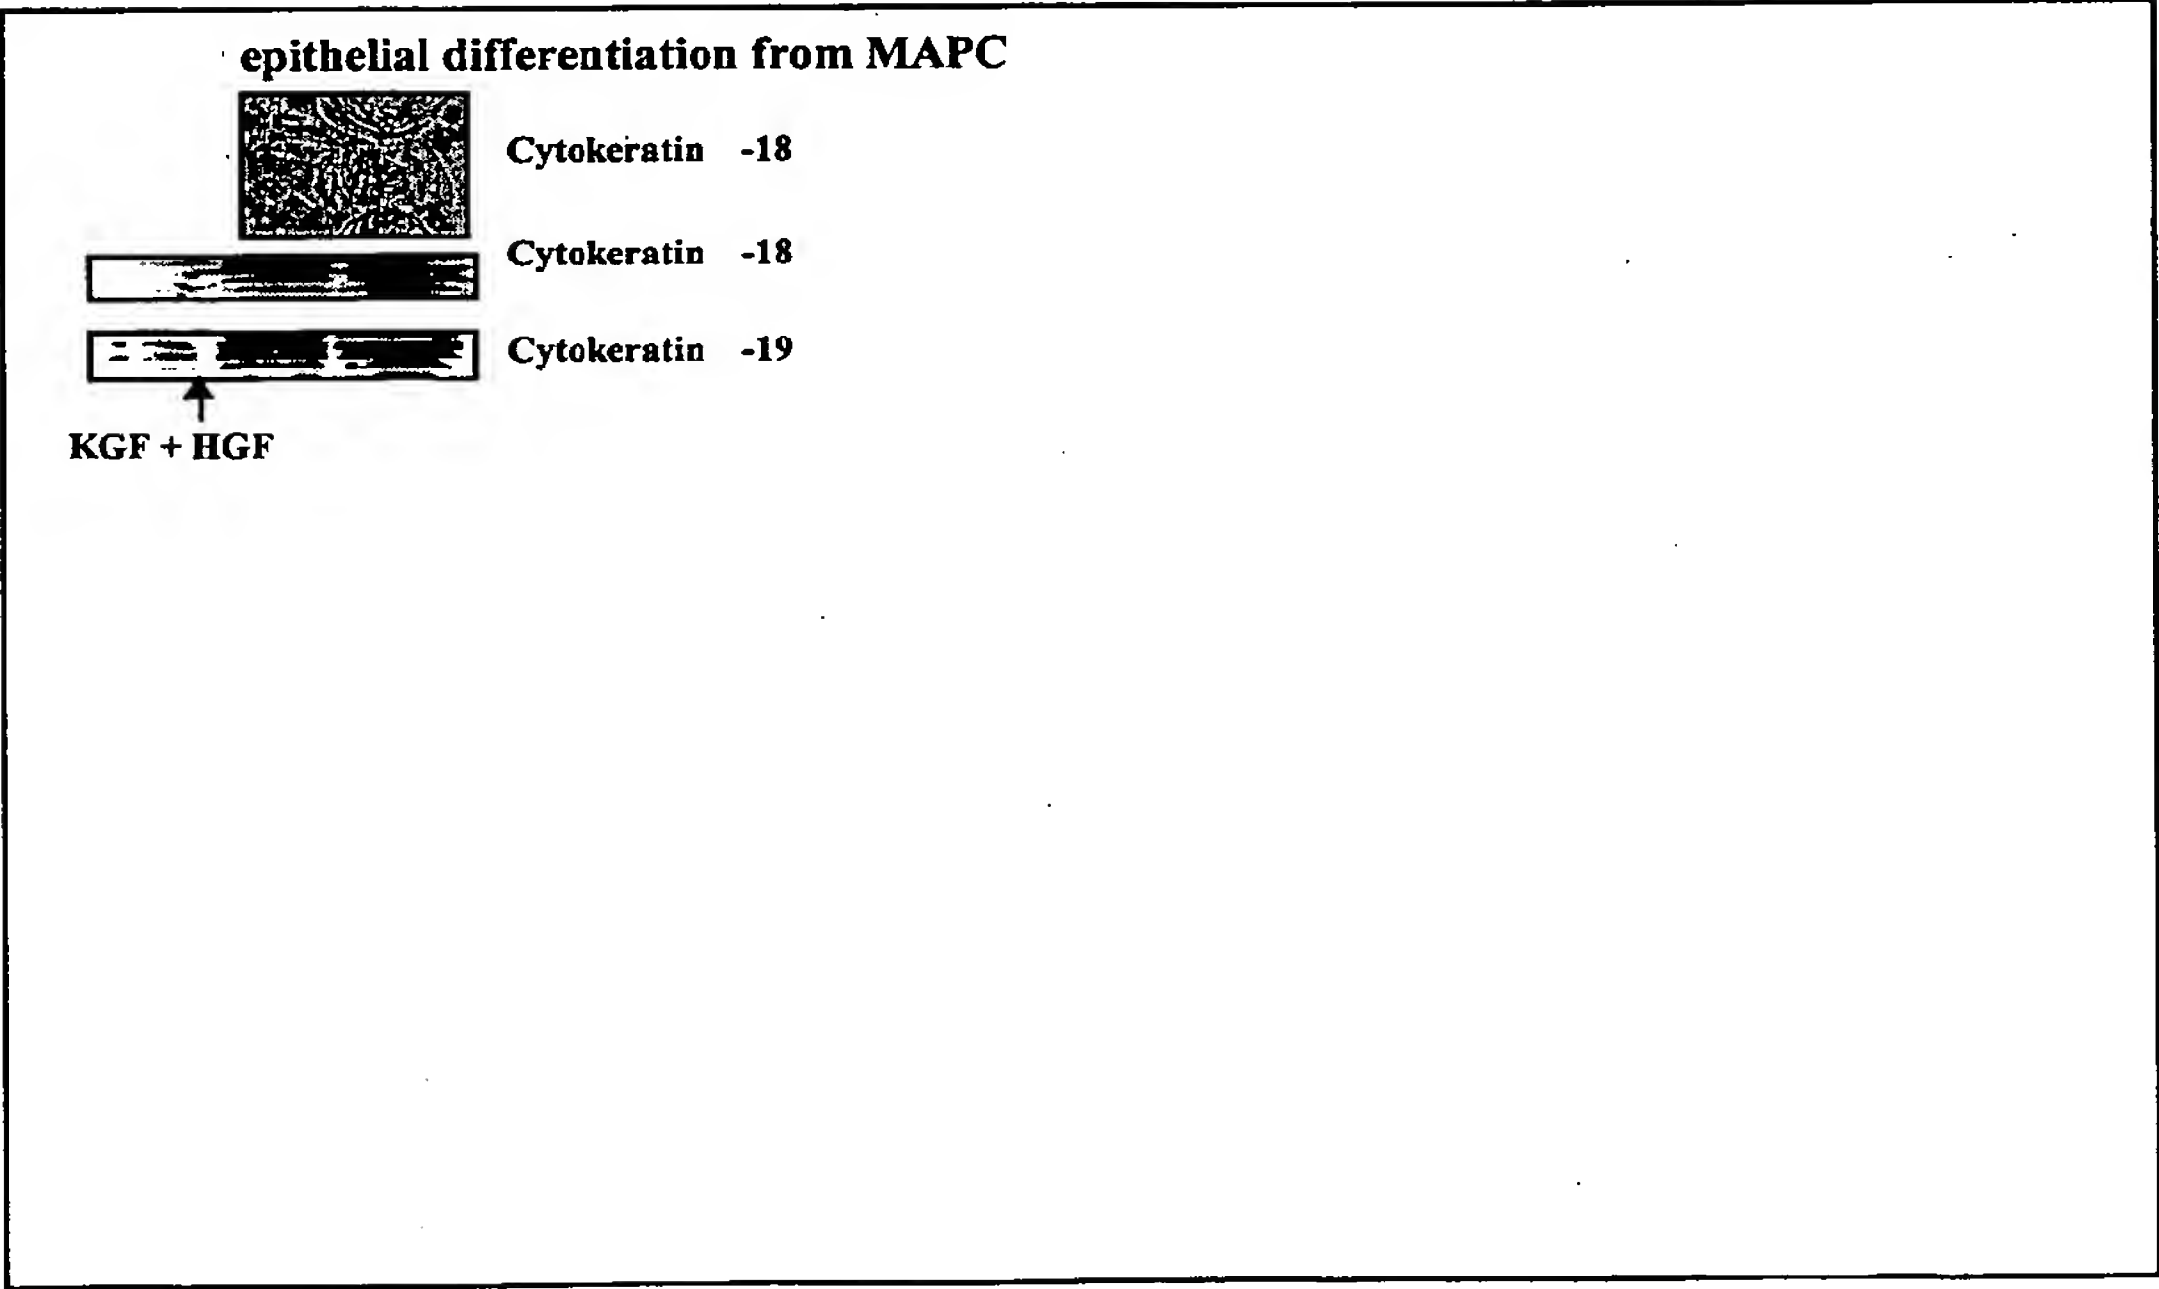 epithelial differentiation from MAPC
Cytokeratin -18
Cytokeratin -18
Cytokeratin -19
KGF + HGF